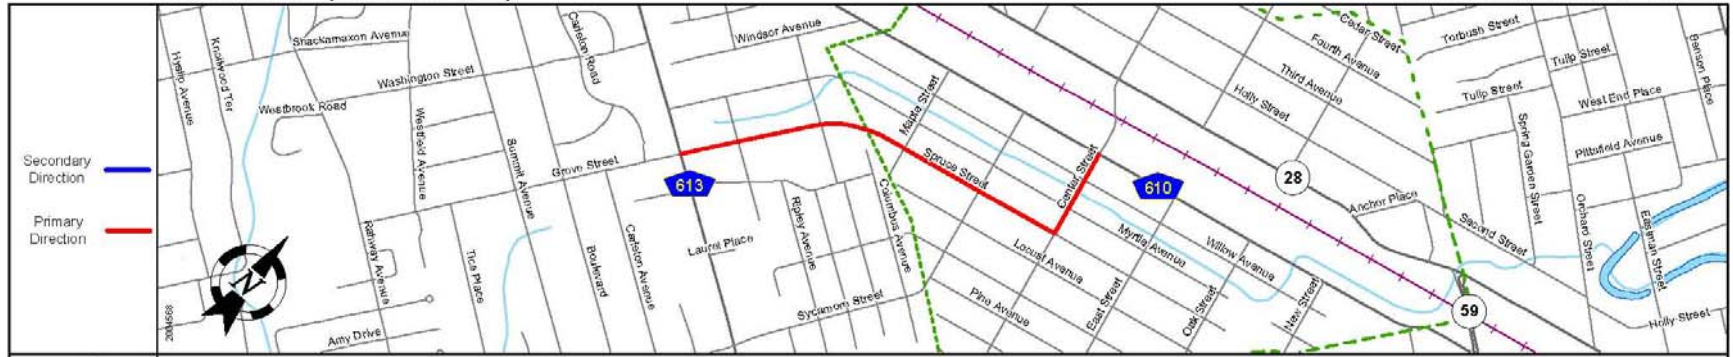 Secondary
Direction
Primary
Direction
Hyslip Avenue
Knollwood Ter
Shackamaxon Avenue
Washington Street
Westbrook Road
Westfield Avenue
Carleton Road
Windsor Avenue
Summit Avenue
Grove Street
613
Rahway Avenue
Tice Place
Boulevard
Carleton Avenue
Laurel Place
Ripley Avenue
Columbus Avenue
Sycamore Street
Amy Drive
2004568
N
Maple Street
Spruce Street
Center Street
610
Locust Avenue
Myrtle Avenue
Willow Avenue
Pine Avenue
East Street
Oak Street
New Street
28
59
Cedar Street
Fourth Avenue
Third Avenue
Holly Street
Anchor Place
Second Street
Torbush Street
Tulip Street
Tulip Street
West End Place
Benson Place
Spring Garden Street
Pittsfield Avenue
Orchard Street
Eastman Street
Holly Street